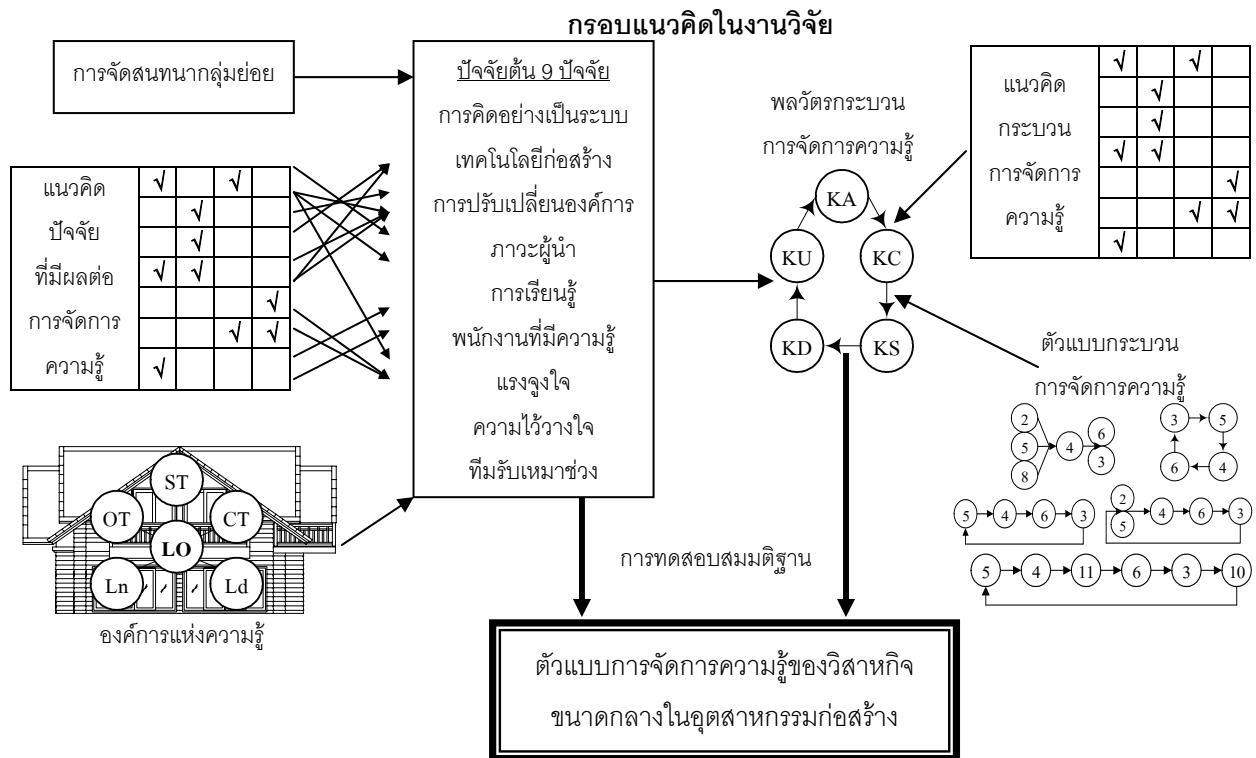 กรอบแนวคิดในงานวิจัย
การจัดสนทนากลุ่มย่อย
แนวคิด √ √
√
ปัจจัย √
ที่มีผลต่อ √ √
การจัดการ √
√ √
ความรู้ √
ST
OT CT
LO
Ln Ld
องค์การแห่งความรู้
ปัจจัยต้น 9 ปัจจัย
การคิดอย่างเป็นระบบ
เทคโนโลยีก่อสร้าง
การปรับเปลี่ยนองค์การ
ภาวะผู้นำ
การเรียนรู้
พนักงานที่มีความรู้
แรงจูงใจ
ความไว้วางใจ
ทีมรับเหมาช่วง
พลวัตรกระบวน
การจัดการความรู้
KA
KU KC
KD KS
√ √
แนวคิด √
กระบวน √
√ √
การจัดการ √
ความรู้ √ √
√
ตัวแบบกระบวน
การจัดการความรู้
2
5 4 6
8 3
3 5
6 4
5 4 6 3
2
5 4 6 3
5 4 11 6 3 10
การทดสอบสมมติฐาน
ตัวแบบการจัดการความรู้ของวิสาหกิจ
ขนาดกลางในอุตสาหกรรมก่อสร้าง